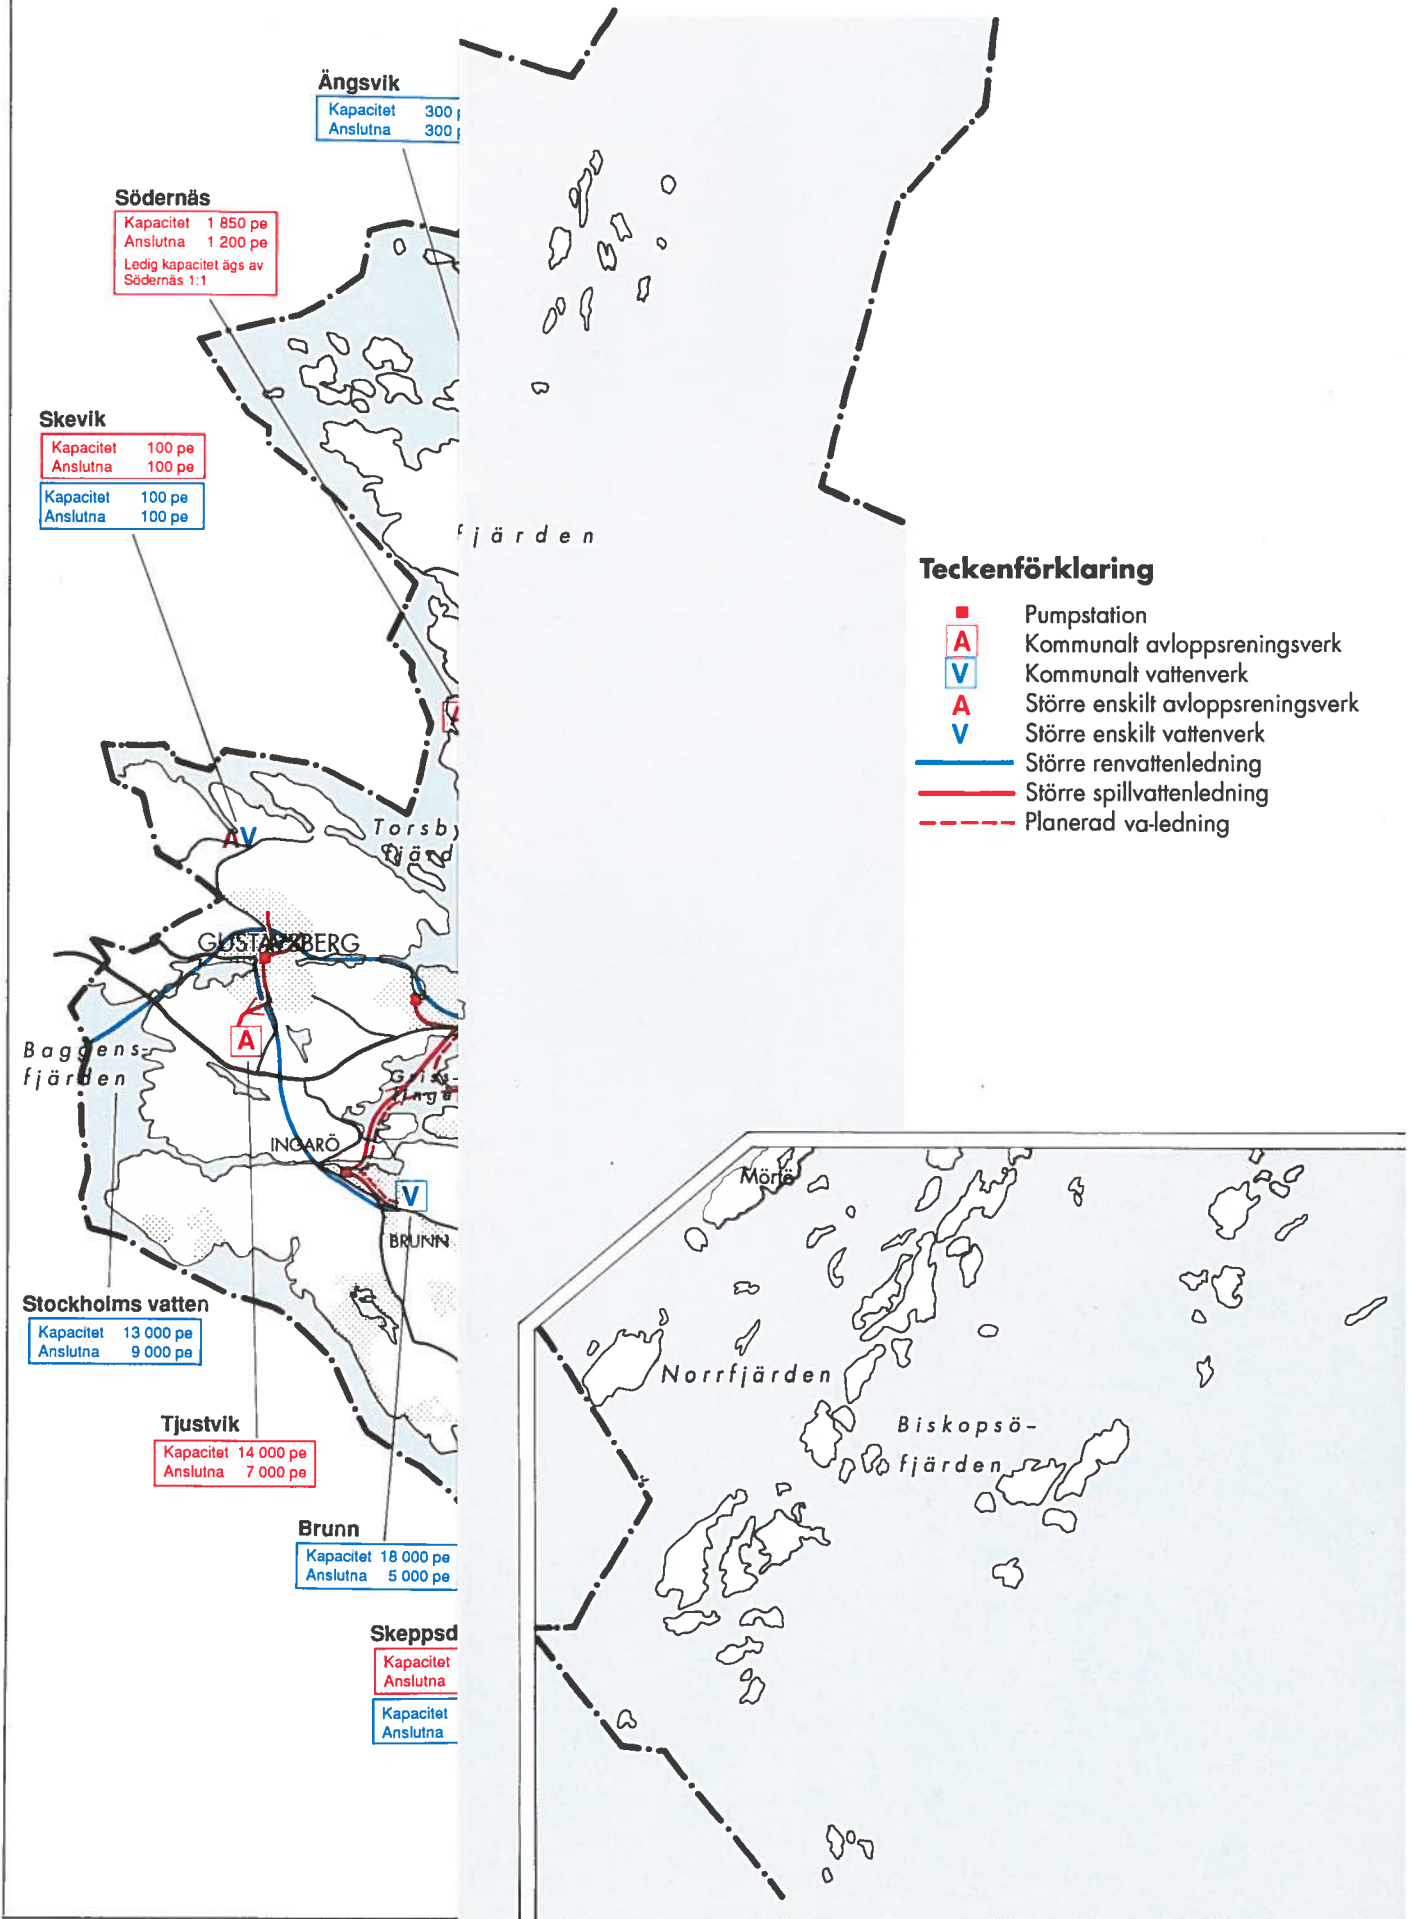 Ängsvik
Kapacitet 300
Anslutna 300
Södernäs
Kapacitet 1 850 pe
Anslutna 1 200 pe
Ledig kapacitet ägs av
Södernäs 1:1
Skevik
Kapacitet 100 pe
Anslutna 100 pe
Kapacitet 100 pe
Anslutna 100 pe
fjärden
Teckenförklaring
Pumpstation
A Kommunalt avloppsreningsverk
V Kommunalt vattenverk
A Större enskilt avloppsreningsverk
V Större enskilt vattenverk
Större renvattenledning
Större spillvattenledning
Planerad va-ledning
Torsby
fjärd
A V
GUSTAVSBERG
A
Baggens-
fjärden
Griss-
linge
INGARÖ
V
BRUNN
Mörtö
Stockholms vatten
Kapacitet 13 000 pe
Anslutna 9 000 pe
Norrfjärden
Biskopsö-
fjärden
Tjustvik
Kapacitet 14 000 pe
Anslutna 7 000 pe
Brunn
Kapacitet 18 000 pe
Anslutna 5 000 pe
Skeppsd
Kapacitet
Anslutna
Kapacitet
Anslutna